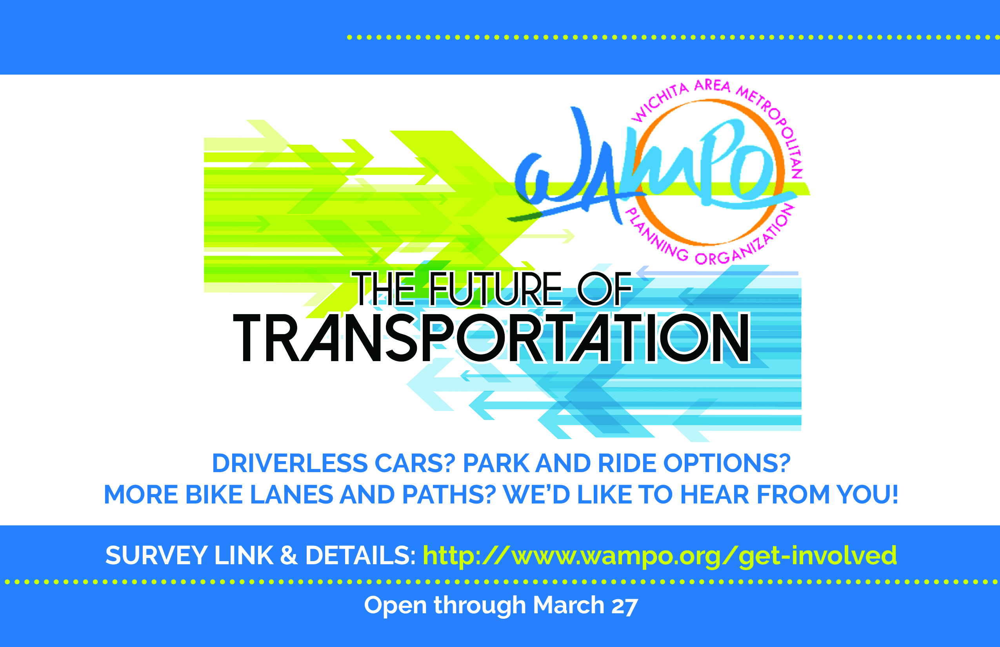 WICHITA AREA METROPOLITAN
WAMPO
PLANNING ORGANIZATION
THE FUTURE OF
TRANSPORTATION
DRIVERLESS CARS? PARK AND RIDE OPTIONS?
MORE BIKE LANES AND PATHS? WE'D LIKE TO HEAR FROM YOU!
SURVEY LINK & DETAILS: http://www.wampo.org/get-involved
Open through March 27